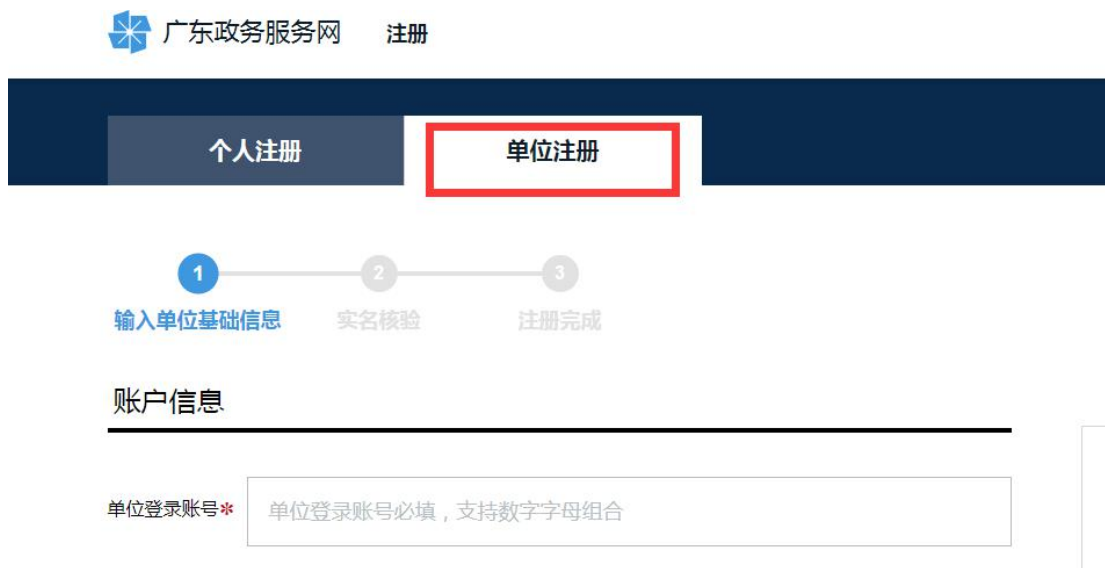 广东政务服务网 注册
个人注册 单位注册
1 2 3
输入单位基础信息 实名核验 注册完成
账户信息
单位登录账号* 单位登录账号必填，支持数字字母组合